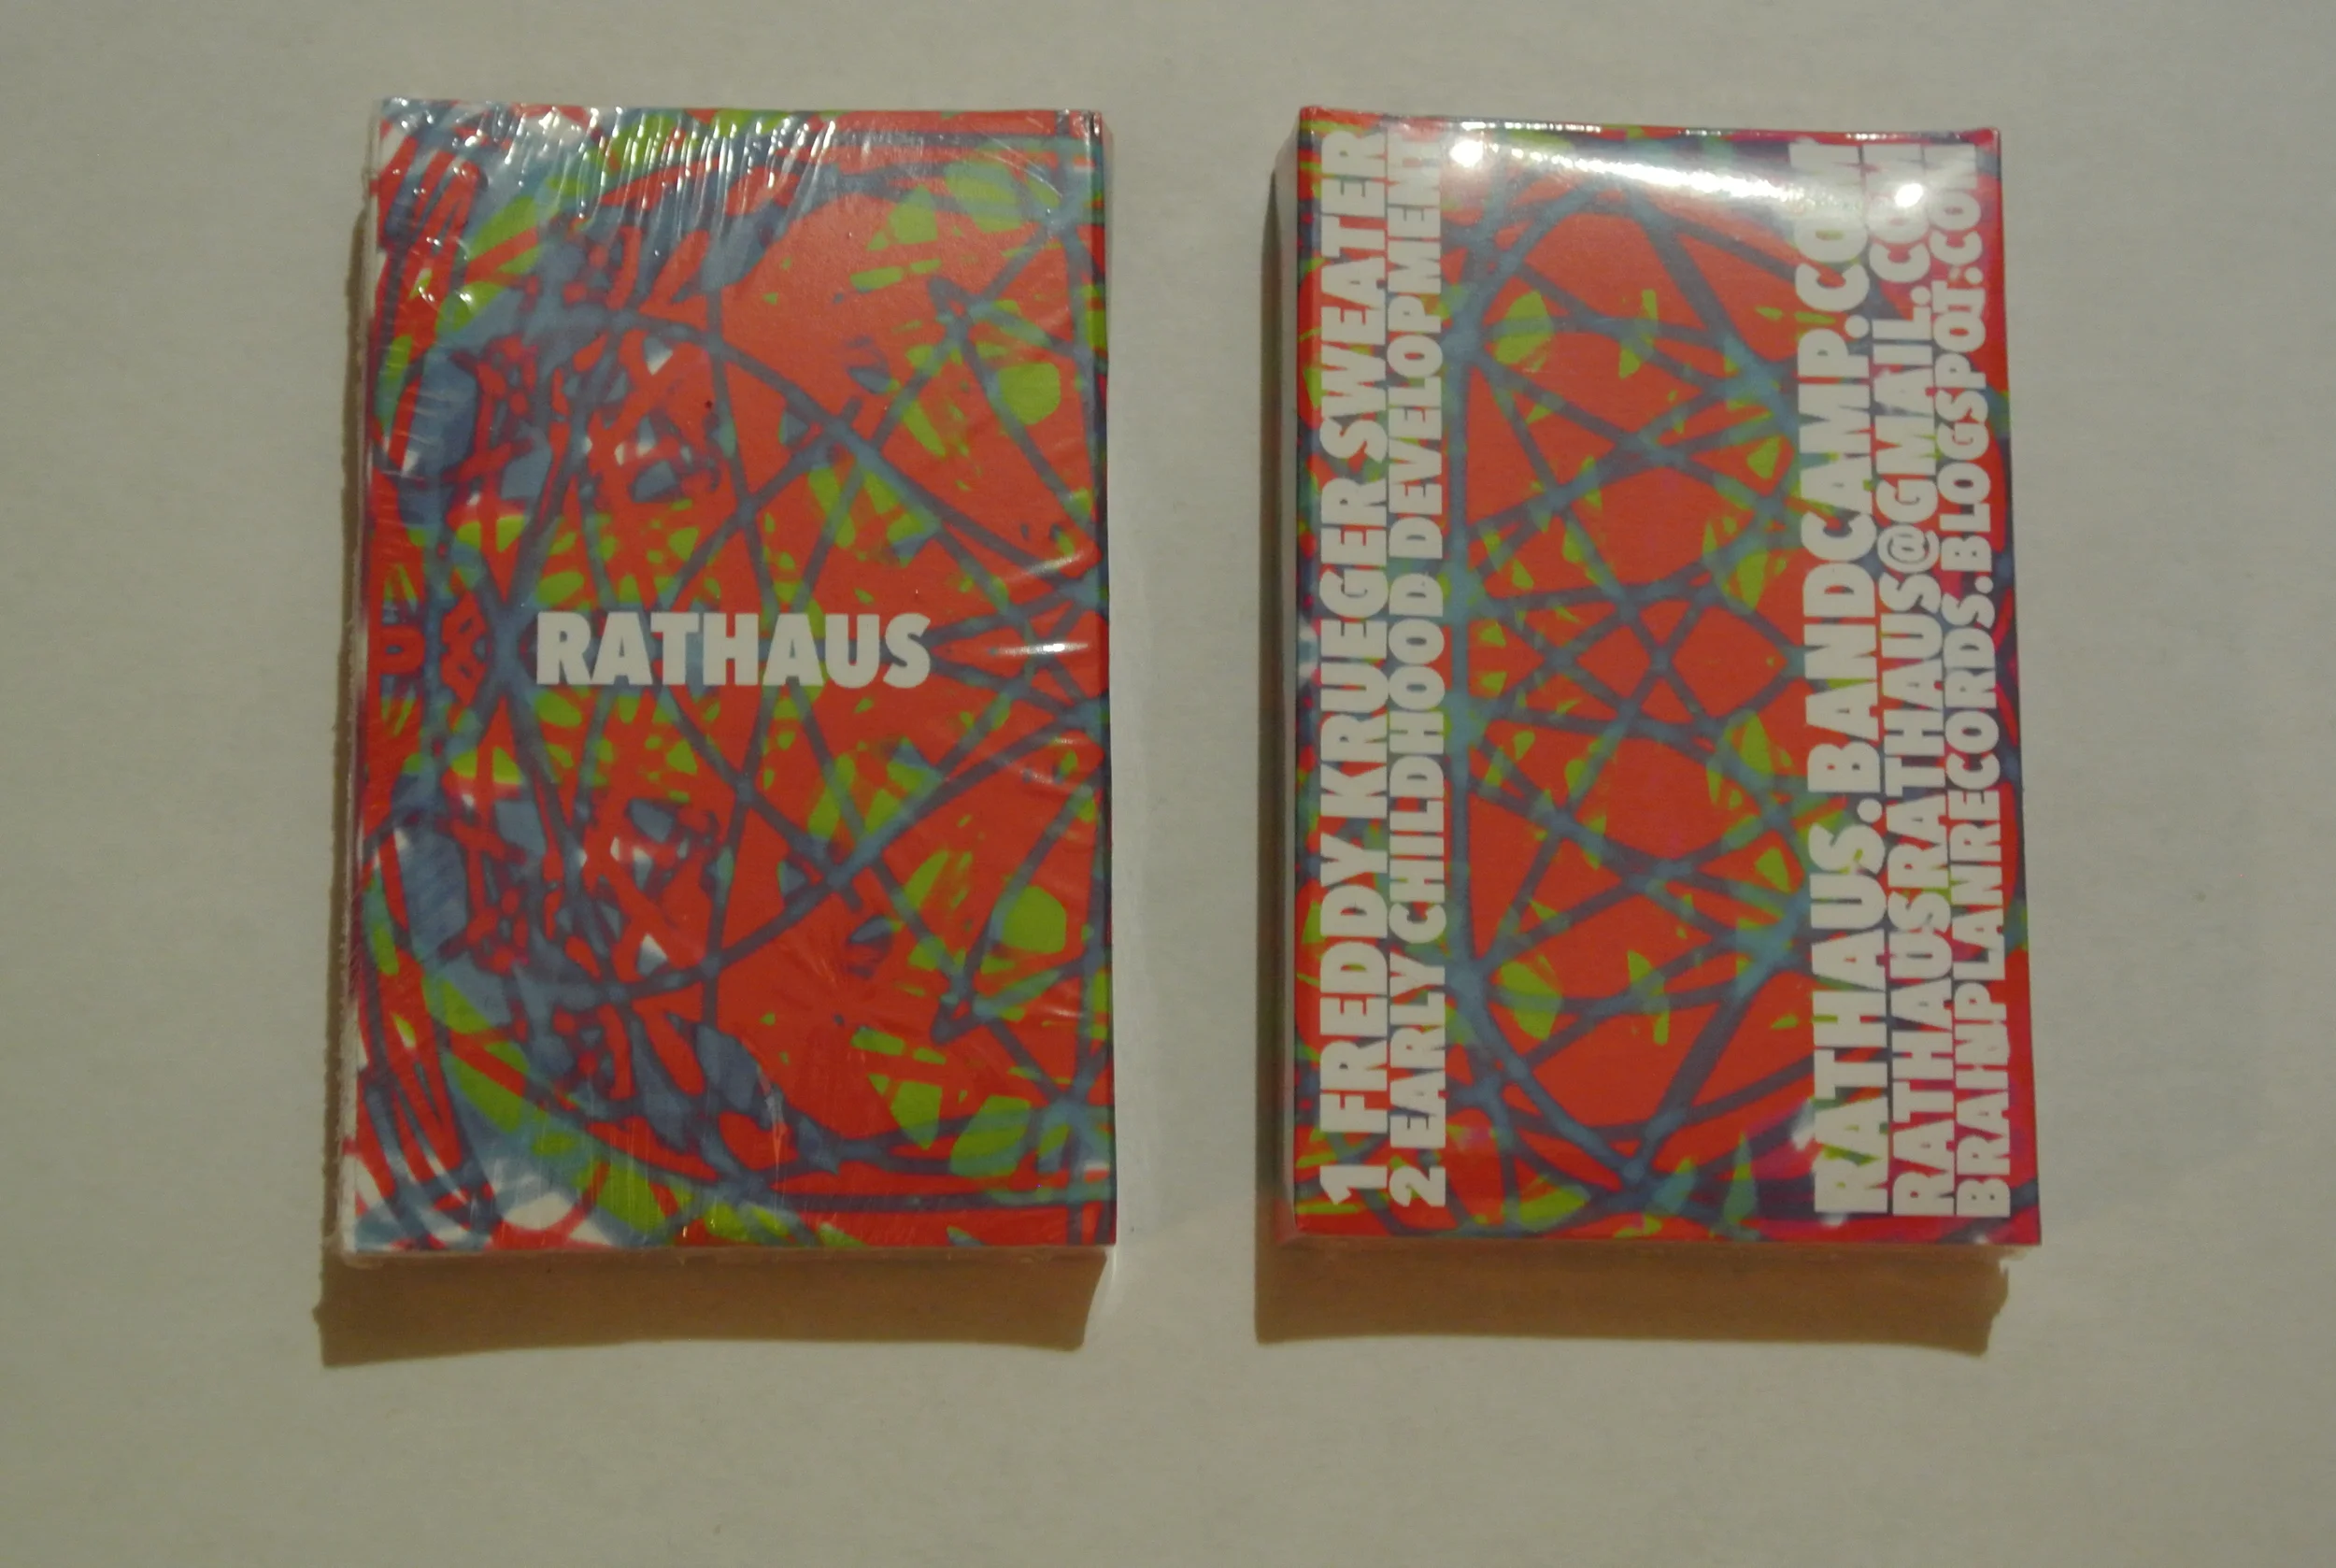 RATHAUS
1 FREDDY KRUEGER SWEATER
2 EARLY CHILDHOOD DEVELOPMENT
RATHAUS.BANDCAMP.COM
RATHAUSRATHAUS@GMAIL.COM
BRAINPLANRECORDS.BLOGSPOT.COM